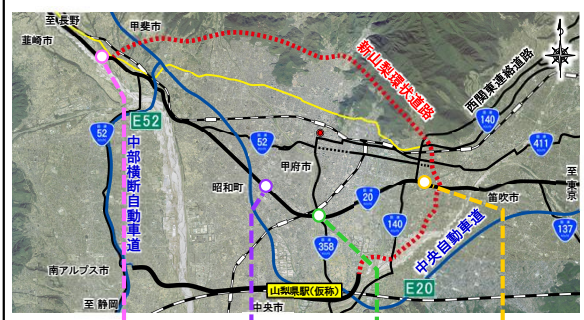 至 長野
甲斐市
韮崎市
新山梨環状道路
西関東連絡道路
140
E52
52
中部横断自動車道
52
甲府市
411
昭和町
20
至 東京
笛吹市
358
140
中央自動車道
137
南アルプス市
山梨県駅(仮称)
E20
至 静岡
中央市